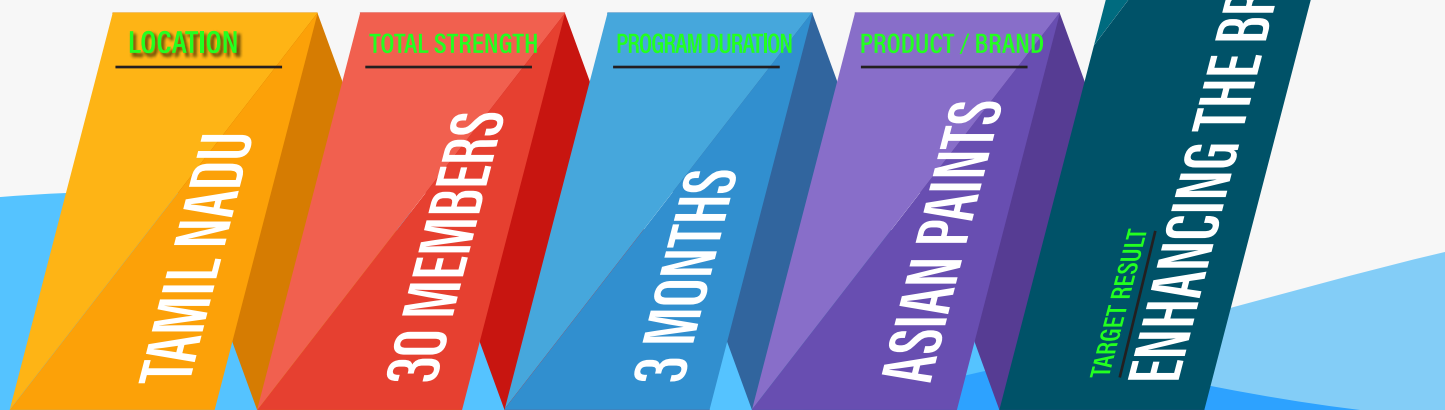 LOCATION
TAMIL NADU
TOTAL STRENGTH
30 MEMBERS
PROGRAM DURATION
3 MONTHS
PRODUCT / BRAND
ASIAN PAINTS
TARGET RESULT
ENHANCING THE